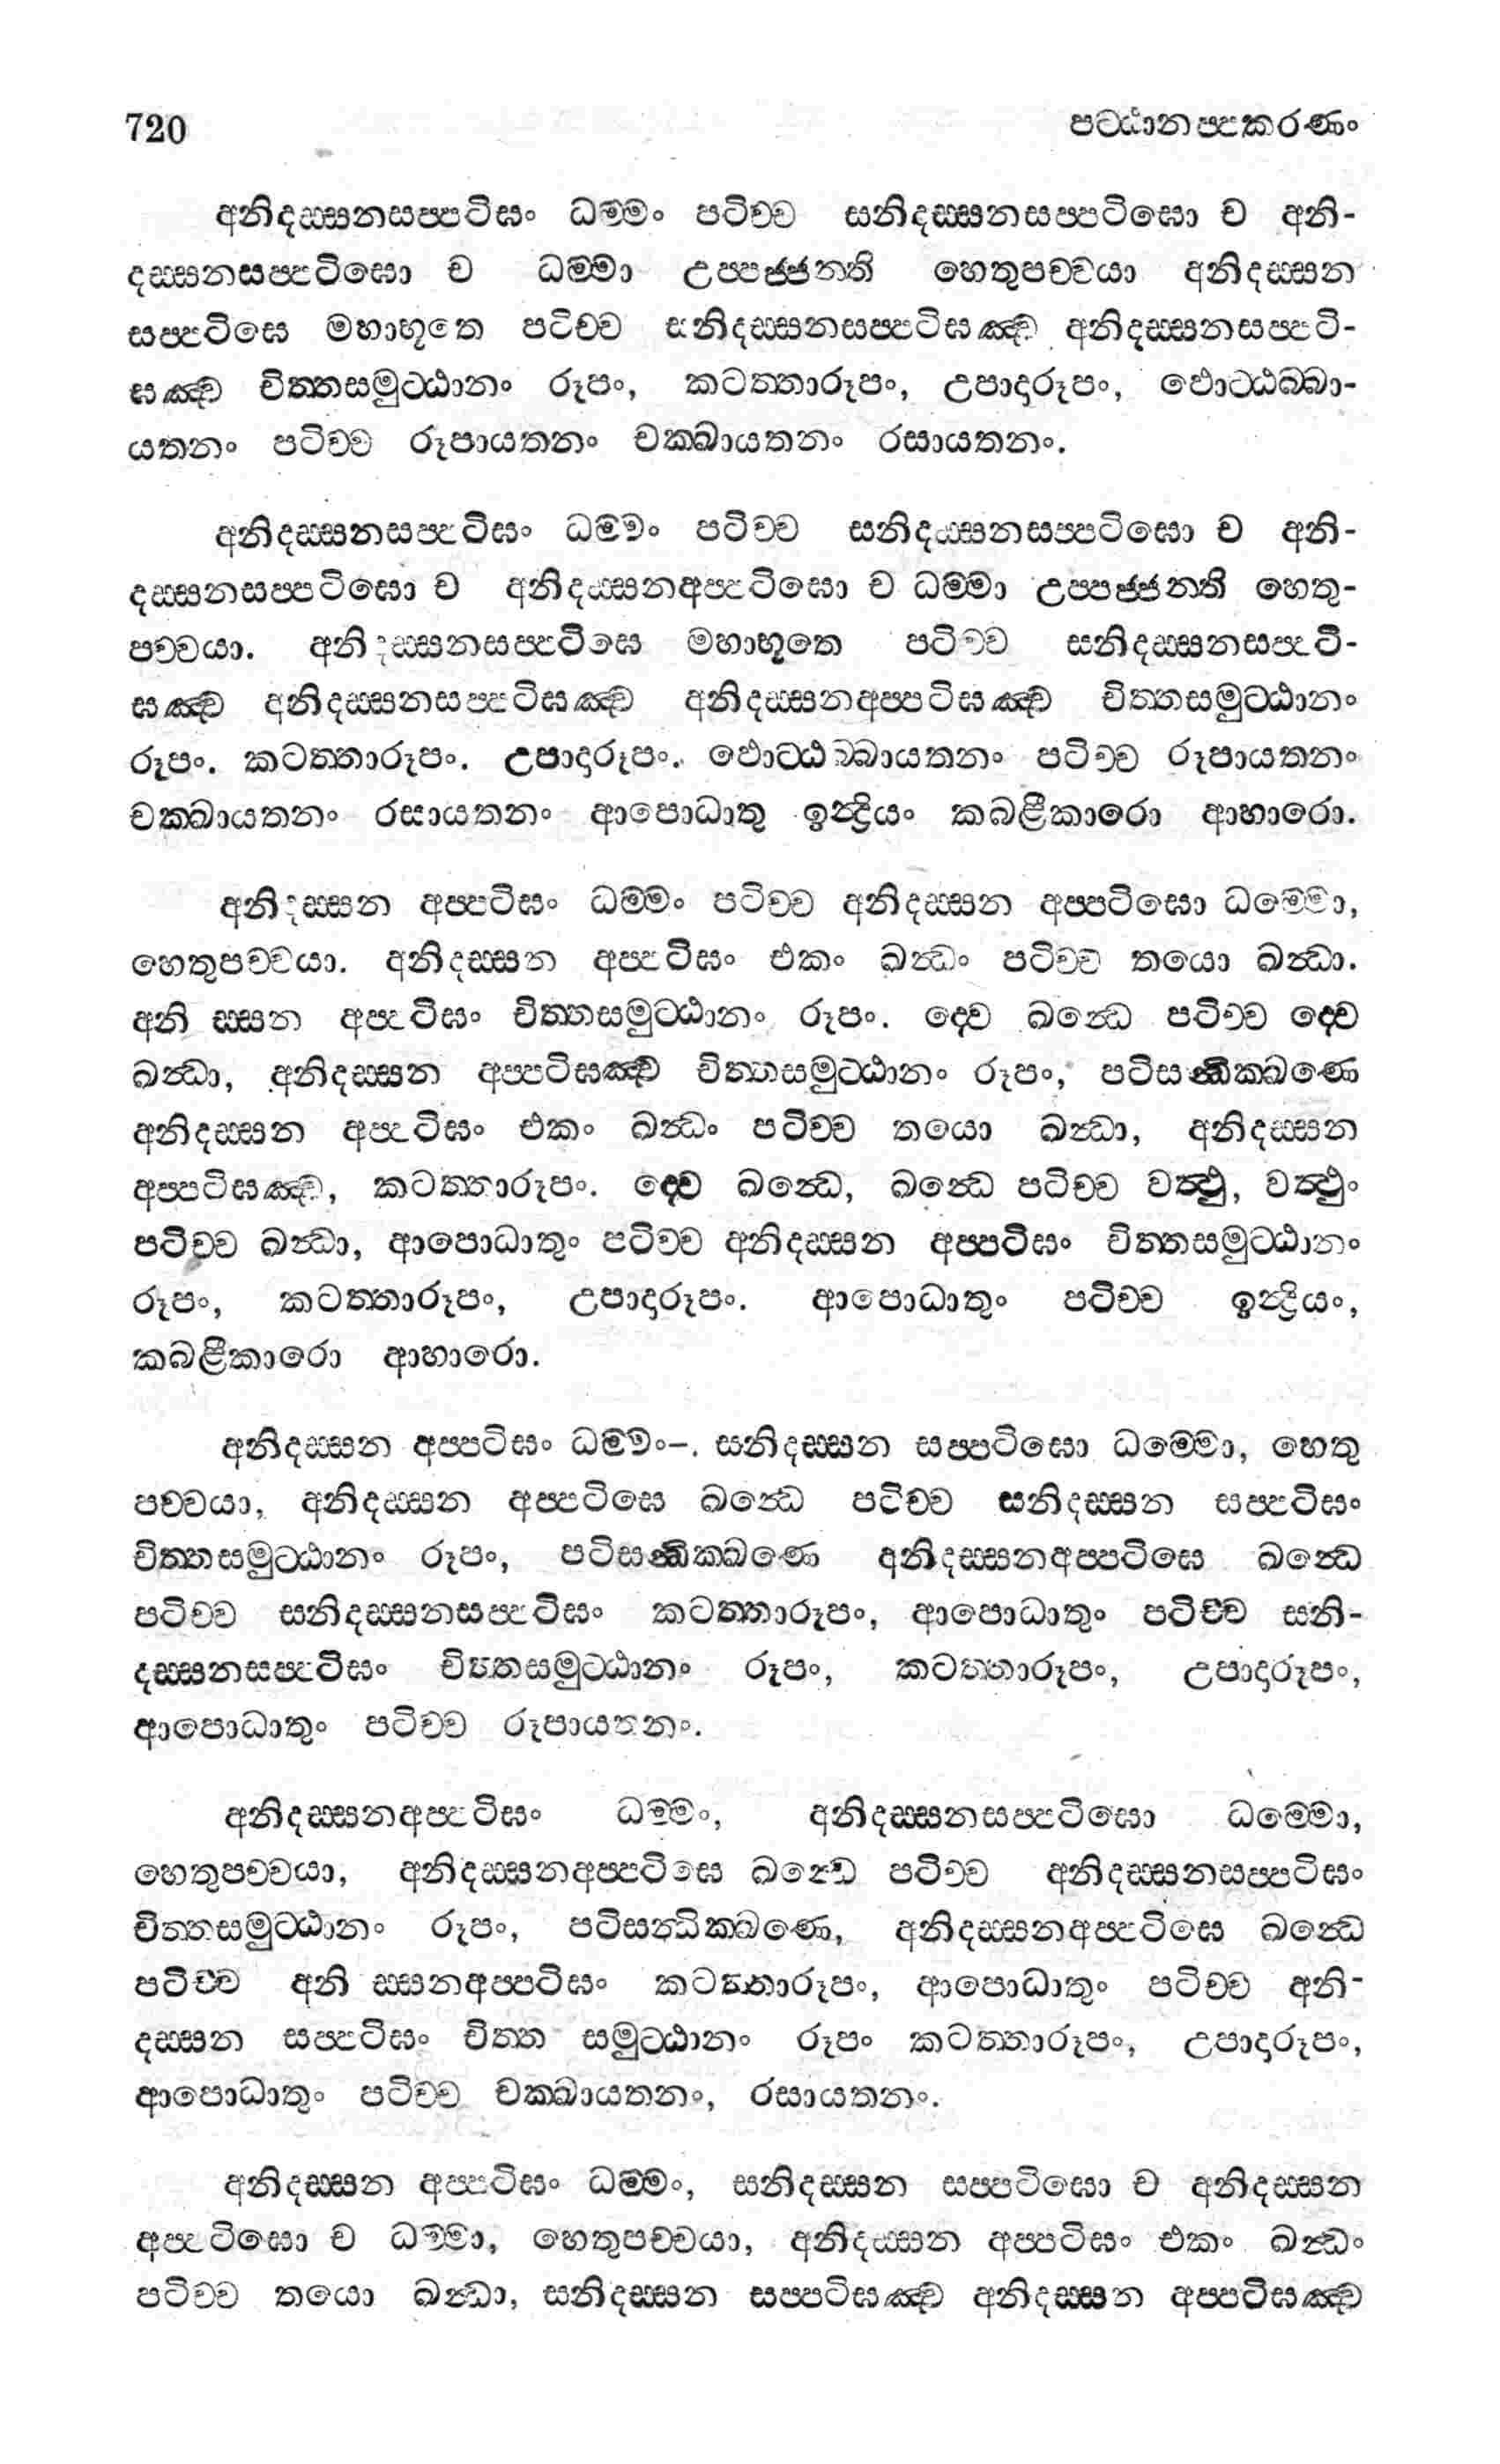 720 පට්ඨානප්පකරණං
අනිදස්සනසප්පටිඝං ධම්මං පටිච්ච සනිදස්සනසප්පටිඝො ච අනි-
දස්සනසප්පටිඝො ච ධම්මා උප්පජ්ජන්ති හෙතුපච්චයා අනිදස්සන
සප්පටිඝෙ මහාභූතෙ පටිච්ච සනිදස්සනසප්පටිඝඤ්ච අනිදස්සනසප්පටි-
ඝඤ්ච චිත්තසමුට්ඨානං රූපං, කටත්තාරූපං, උපාදාරූපං, ඵොට්ඨබ්බා-
යතනං පටිච්ච රූපායතනං චක්ඛායතනං රසායතනං.
අනිදස්සනසප්පටිඝං ධම්මං පටිච්ච සනිදස්සනසප්පටිඝො ච අනි-
දස්සනසප්පටිඝො ච අනිදස්සනඅප්පටිඝො ච ධම්මා උප්පජ්ජන්ති හෙතු-
පච්චයා. අනිදස්සනසප්පටිඝෙ මහාභූතෙ පටිච්ච සනිදස්සනසප්පටි-
ඝඤ්ච අනිදස්සනසප්පටිඝඤ්ච අනිදස්සනඅප්පටිඝඤ්ච චිත්තසමුට්ඨානං
රූපං. කටත්තාරූපං. උපාදාරූපං. ඵොට්ඨබ්බායතනං පටිච්ච රූපායතනං
චක්ඛායතනං රසායතනං ආපොධාතු ඉන්ද්‍රියං කබළීකාරො ආහාරො.
අනිදස්සන අප්පටිඝං ධම්මං පටිච්ච අනිදස්සන අප්පටිඝො ධම්මො,
හෙතුපච්චයා. අනිදස්සන අප්පටිඝං එකං ඛන්ධං පටිච්ච තයො ඛන්ධා.
අනි ස්සන අප්පටිඝං චිත්තසමුට්ඨානං රූපං. ද්වෙ ඛන්ධෙ පටිච්ච ද්වෙ
ඛන්ධා, අනිදස්සන අප්පටිඝඤ්ච චිත්තසමුට්ඨානං රූපං, පටිසන්ධික්ඛණෙ
අනිදස්සන අප්පටිඝං එකං ඛන්ධං පටිච්ච තයො ඛන්ධා, අනිදස්සන
අප්පටිඝඤ්ච, කටත්තාරූපං. ද්වෙ ඛන්ධෙ, ඛන්ධෙ පටිච්ච වත්ථු, වත්ථුං
පටිච්ච ඛන්ධා, ආපොධාතුං පටිච්ච අනිදස්සන අප්පටිඝං චිත්තසමුට්ඨානං
රූපං, කටත්තාරූපං, උපාදාරූපං. ආපොධාතුං පටිච්ච ඉන්ද්‍රියං,
කබළීකාරො ආහාරො.
අනිදස්සන අප්පටිඝං ධම්මං–. සනිදස්සන සප්පටිඝො ධම්මො, හෙතු
පච්චයා, අනිදස්සන අප්පටිඝෙ ඛන්ධෙ පටිච්ච සනිදස්සන සප්පටිඝං
චිත්තසමුට්ඨානං රූපං, පටිසන්ධික්ඛණෙ අනිදස්සනඅප්පටිඝෙ ඛන්ධෙ
පටිච්ච සනිදස්සනසප්පටිඝං කටත්තාරූපං, ආපොධාතුං පටිච්ච සනි-
දස්සනසප්පටිඝං චිත්තසමුට්ඨානං රූපං, කටත්තාරූපං, උපාදාරූපං,
ආපොධාතුං පටිච්ච රූපායතනං.
අනිදස්සනඅප්පටිඝං ධම්මං, අනිදස්සනසප්පටිඝො ධම්මො,
හෙතුපච්චයා, අනිදස්සනඅප්පටිඝෙ ඛන්ධෙ පටිච්ච අනිදස්සනසප්පටිඝං
චිත්තසමුට්ඨානං රූපං, පටිසන්ධික්ඛණෙ, අනිදස්සනඅප්පටිඝෙ ඛන්ධෙ
පටිච්ච අනි ස්සනඅප්පටිඝං කටත්තාරූපං, ආපොධාතුං පටිච්ච අනි-
දස්සන සප්පටිඝං චිත්ත සමුට්ඨානං රූපං කටත්තාරූපං, උපාදාරූපං,
ආපොධාතුං පටිච්ච චක්ඛායතනං, රසායතනං.
අනිදස්සන අප්පටිඝං ධම්මං, සනිදස්සන සප්පටිඝො ච අනිදස්සන
අප්පටිඝො ච ධම්මා, හෙතුපච්චයා, අනිදස්සන අප්පටිඝං එකං ඛන්ධං
පටිච්ච තයො ඛන්ධා, සනිදස්සන සප්පටිඝඤ්ච අනිදස්සන අප්පටිඝඤ්ච